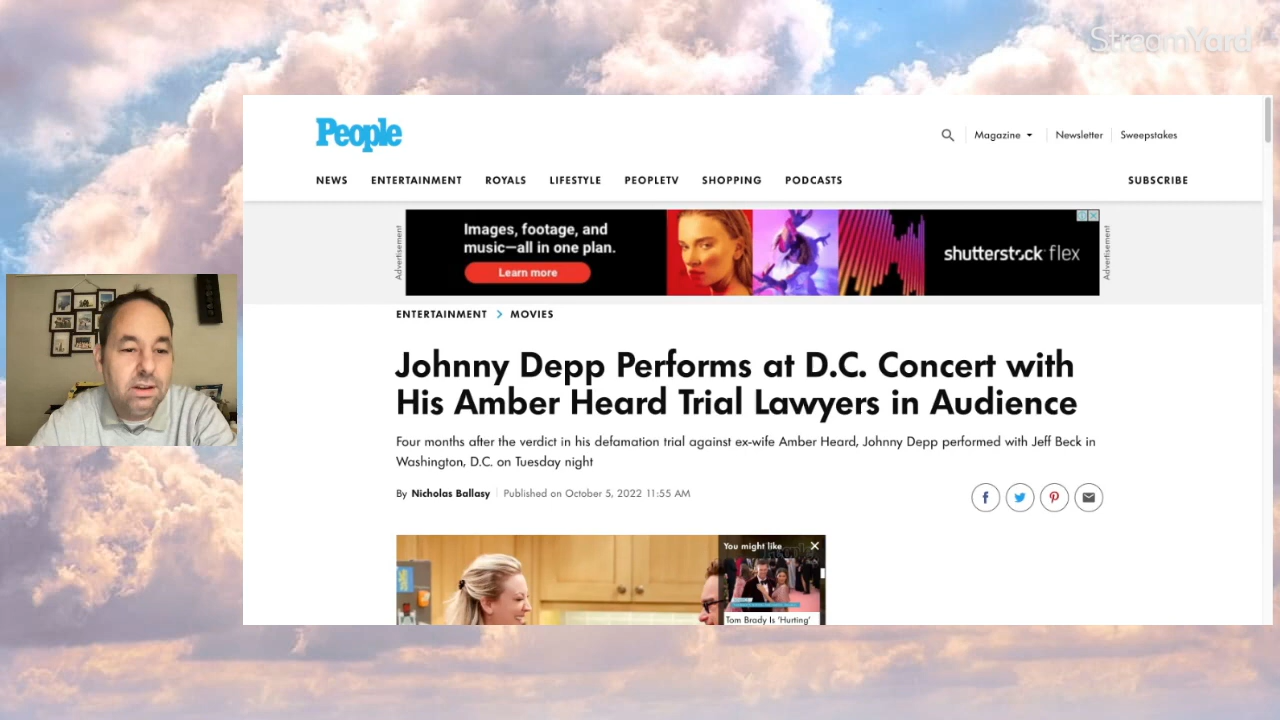 StreamYard
People
Magazine
Newsletter
Sweepstakes
NEWS
ENTERTAINMENT
ROYALS
LIFESTYLE
PEOPLETV
SHOPPING
PODCASTS
SUBSCRIBE
Advertisement
Images, footage, and
music—all in one plan.
Learn more
shutterstock flex
Advertisement
ENTERTAINMENT > MOVIES
Johnny Depp Performs at D.C. Concert with
His Amber Heard Trial Lawyers in Audience
Four months after the verdict in his defamation trial against ex-wife Amber Heard, Johnny Depp performed with Jeff Beck in
Washington, D.C. on Tuesday night
By Nicholas Ballasy | Published on October 5, 2022 11:55 AM
You might like
Tom Brady Is 'Hurting'